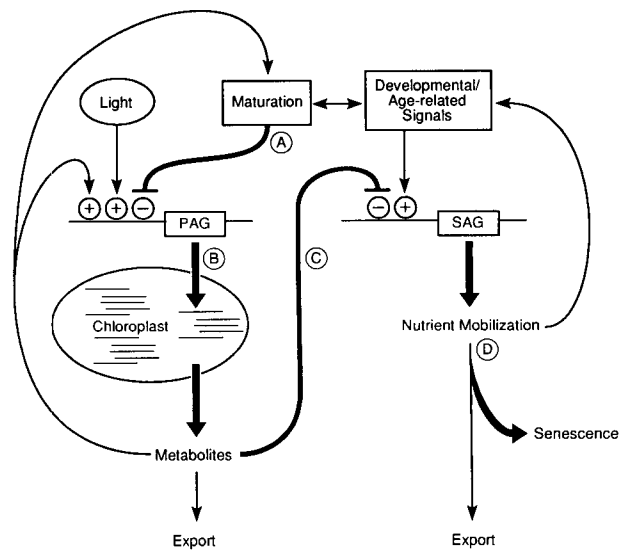 Light
Maturation
Developmental/
Age-related
Signals
A
+ + −
PAG
− +
SAG
B
C
Chloroplast
Nutrient Mobilization
D
Metabolites
Senescence
Export
Export